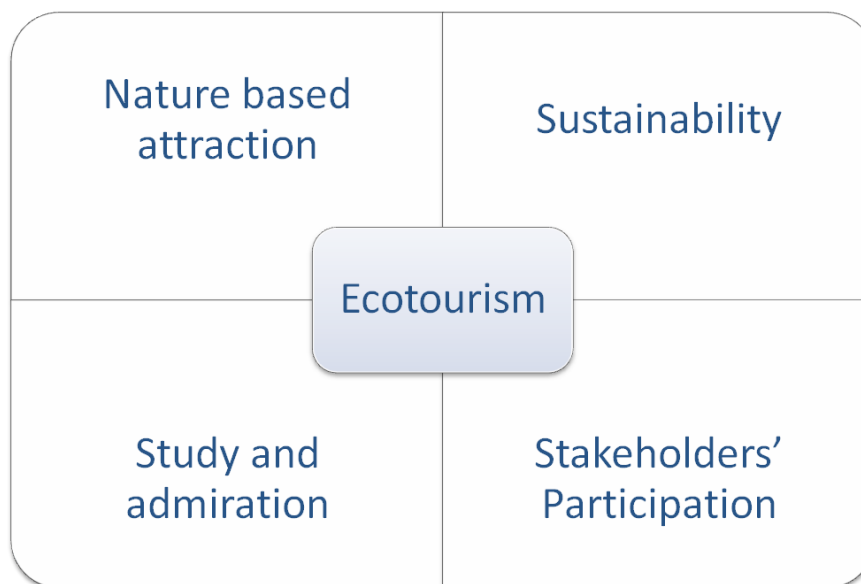 Nature based
attraction
Sustainability
Ecotourism
Study and
admiration
Stakeholders’
Participation